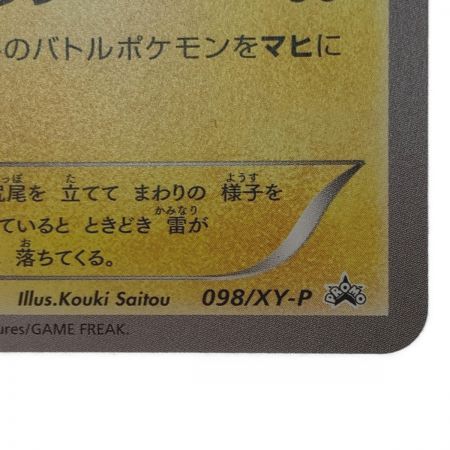 のバトルポケモンをマヒに
尻尾を 立てて まわりの 様子を
ていると ときどき 雷が
落ちてくる。
Illus.Kouki Saitou 098/XY-P PROMO
ures/GAME FREAK.